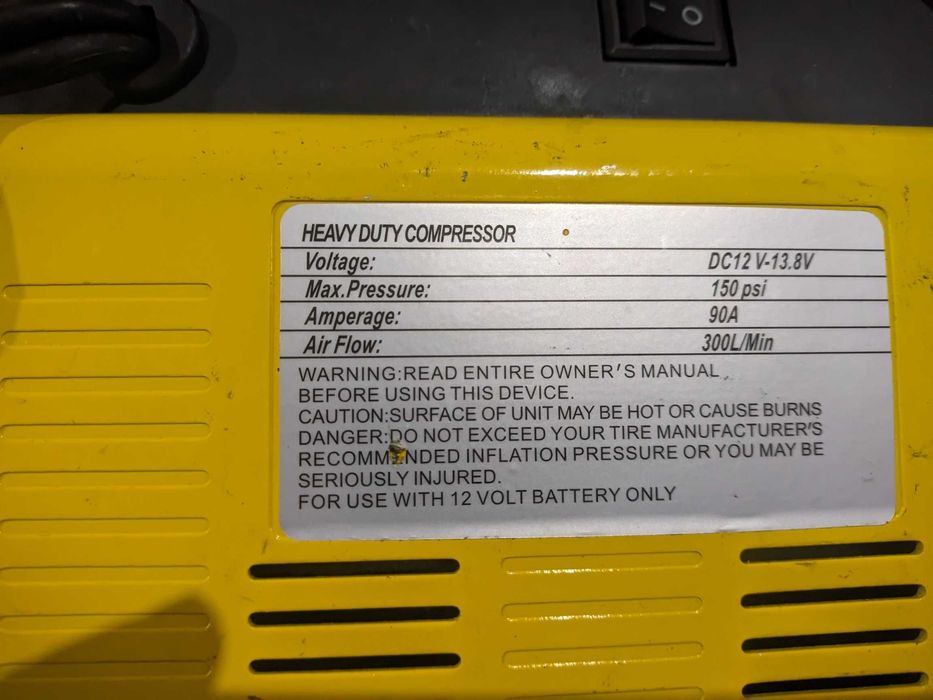 HEAVY DUTY COMPRESSOR
Voltage: DC12 V-13.8V
Max.Pressure: 150 psi
Amperage: 90A
Air Flow: 300L/Min
WARNING:READ ENTIRE OWNER'S MANUAL
BEFORE USING THIS DEVICE.
CAUTION:SURFACE OF UNIT MAY BE HOT OR CAUSE BURNS
DANGER:DO NOT EXCEED YOUR TIRE MANUFACTURER'S
RECOMMENDED INFLATION PRESSURE OR YOU MAY BE
SERIOUSLY INJURED.
FOR USE WITH 12 VOLT BATTERY ONLY